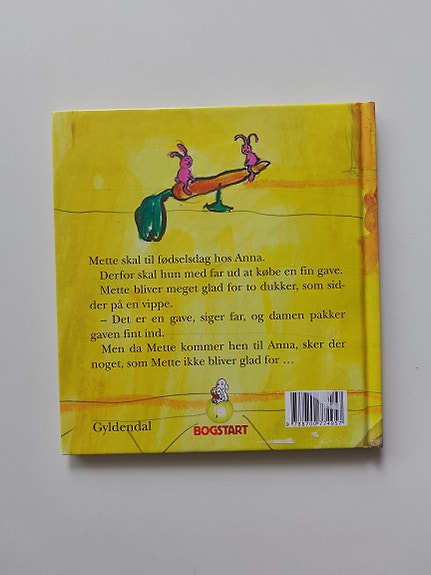 Mette skal til fødselsdag hos Anna.
Derfor skal hun med far ud at købe en fin gave.
Mette bliver meget glad for to dukker, som sid-
der på en vippe.
– Det er en gave, siger far, og damen pakker
gaven fint ind.
Men da Mette kommer hen til Anna, sker der
noget, som Mette ikke bliver glad for …
Gyldendal
BOGSTART